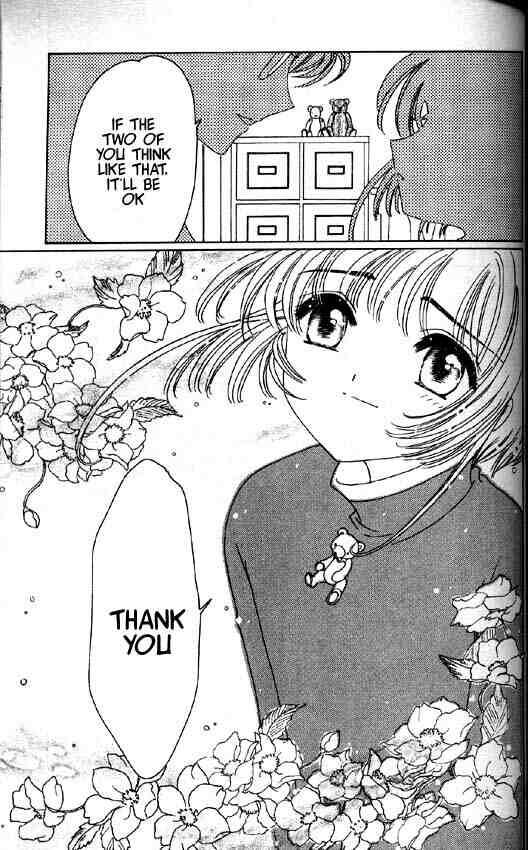 IF THE
TWO OF
YOU THINK
LIKE THAT.
IT'LL BE
OK
THANK
YOU